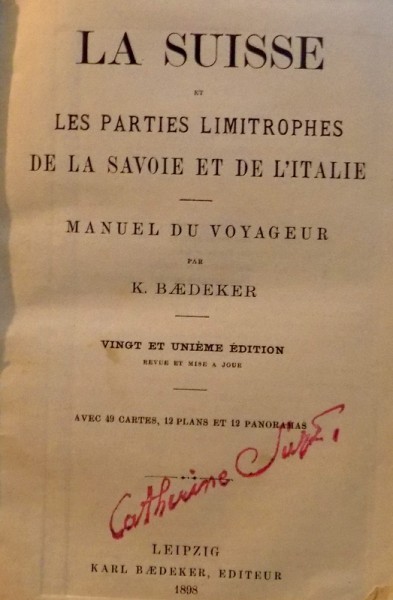 LA SUISSE
ET
LES PARTIES LIMITROPHES
DE LA SAVOIE ET DE L'ITALIE
MANUEL DU VOYAGEUR
PAR
K. BÆDEKER
VINGT ET UNIÈME ÉDITION
REVUE ET MISE A JOUR
AVEC 49 CARTES, 12 PLANS ET 12 PANORAMAS
Catherine
LEIPZIG
KARL BÆDEKER, EDITEUR
1898